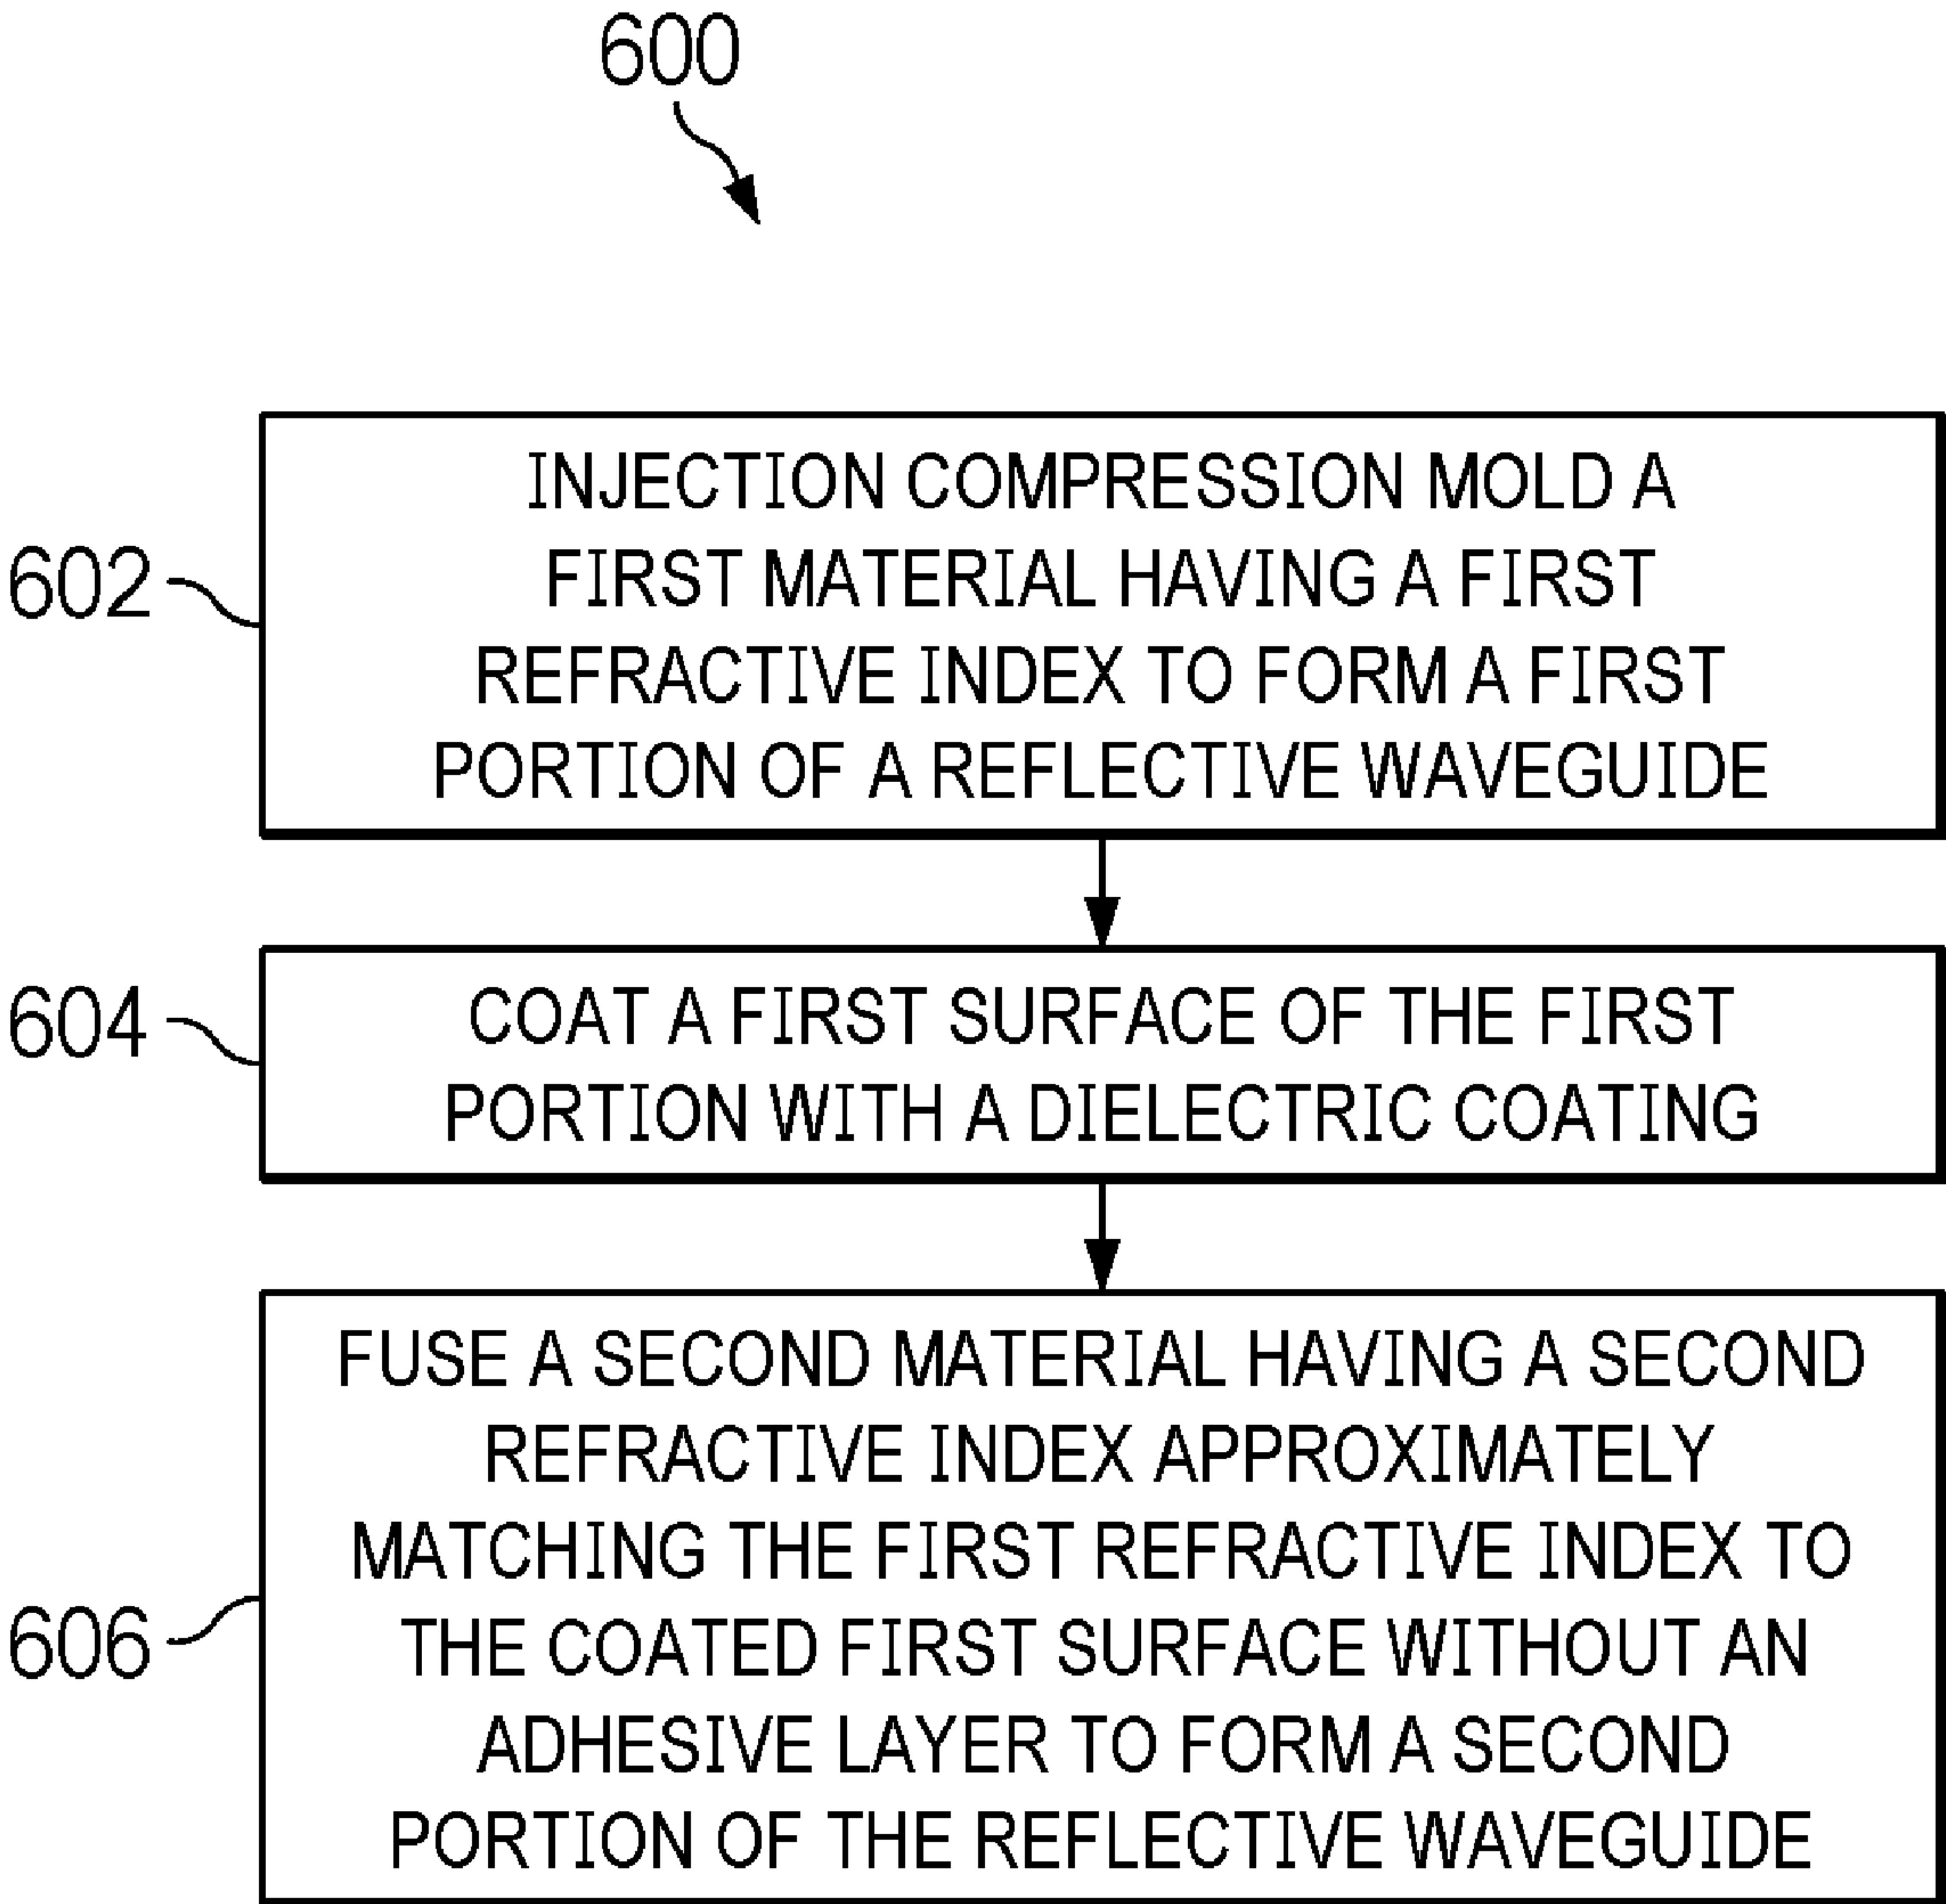 600
602
INJECTION COMPRESSION MOLD A
FIRST MATERIAL HAVING A FIRST
REFRACTIVE INDEX TO FORM A FIRST
PORTION OF A REFLECTIVE WAVEGUIDE
604
COAT A FIRST SURFACE OF THE FIRST
PORTION WITH A DIELECTRIC COATING
606
FUSE A SECOND MATERIAL HAVING A SECOND
REFRACTIVE INDEX APPROXIMATELY
MATCHING THE FIRST REFRACTIVE INDEX TO
THE COATED FIRST SURFACE WITHOUT AN
ADHESIVE LAYER TO FORM A SECOND
PORTION OF THE REFLECTIVE WAVEGUIDE